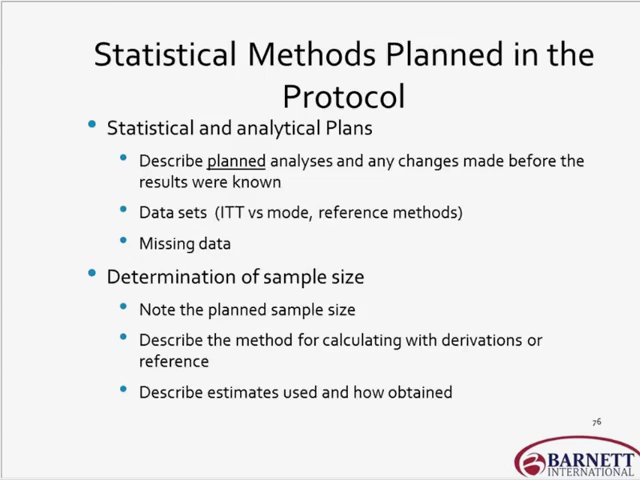 Statistical Methods Planned in the
Protocol
• Statistical and analytical Plans
• Describe planned analyses and any changes made before the
results were known
• Data sets (ITT vs mode, reference methods)
• Missing data
• Determination of sample size
• Note the planned sample size
• Describe the method for calculating with derivations or
reference
• Describe estimates used and how obtained
76
BARNETT
INTERNATIONAL